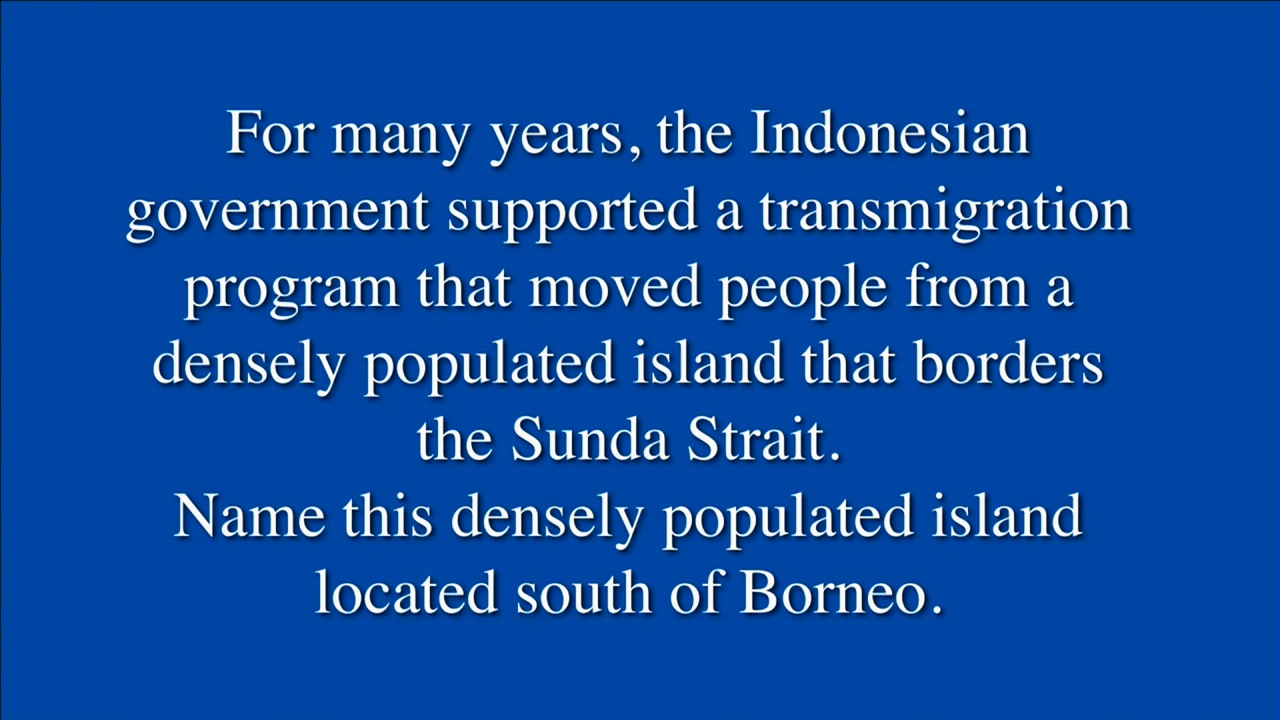 For many years, the Indonesian
government supported a transmigration
program that moved people from a
densely populated island that borders
the Sunda Strait.
Name this densely populated island
located south of Borneo.